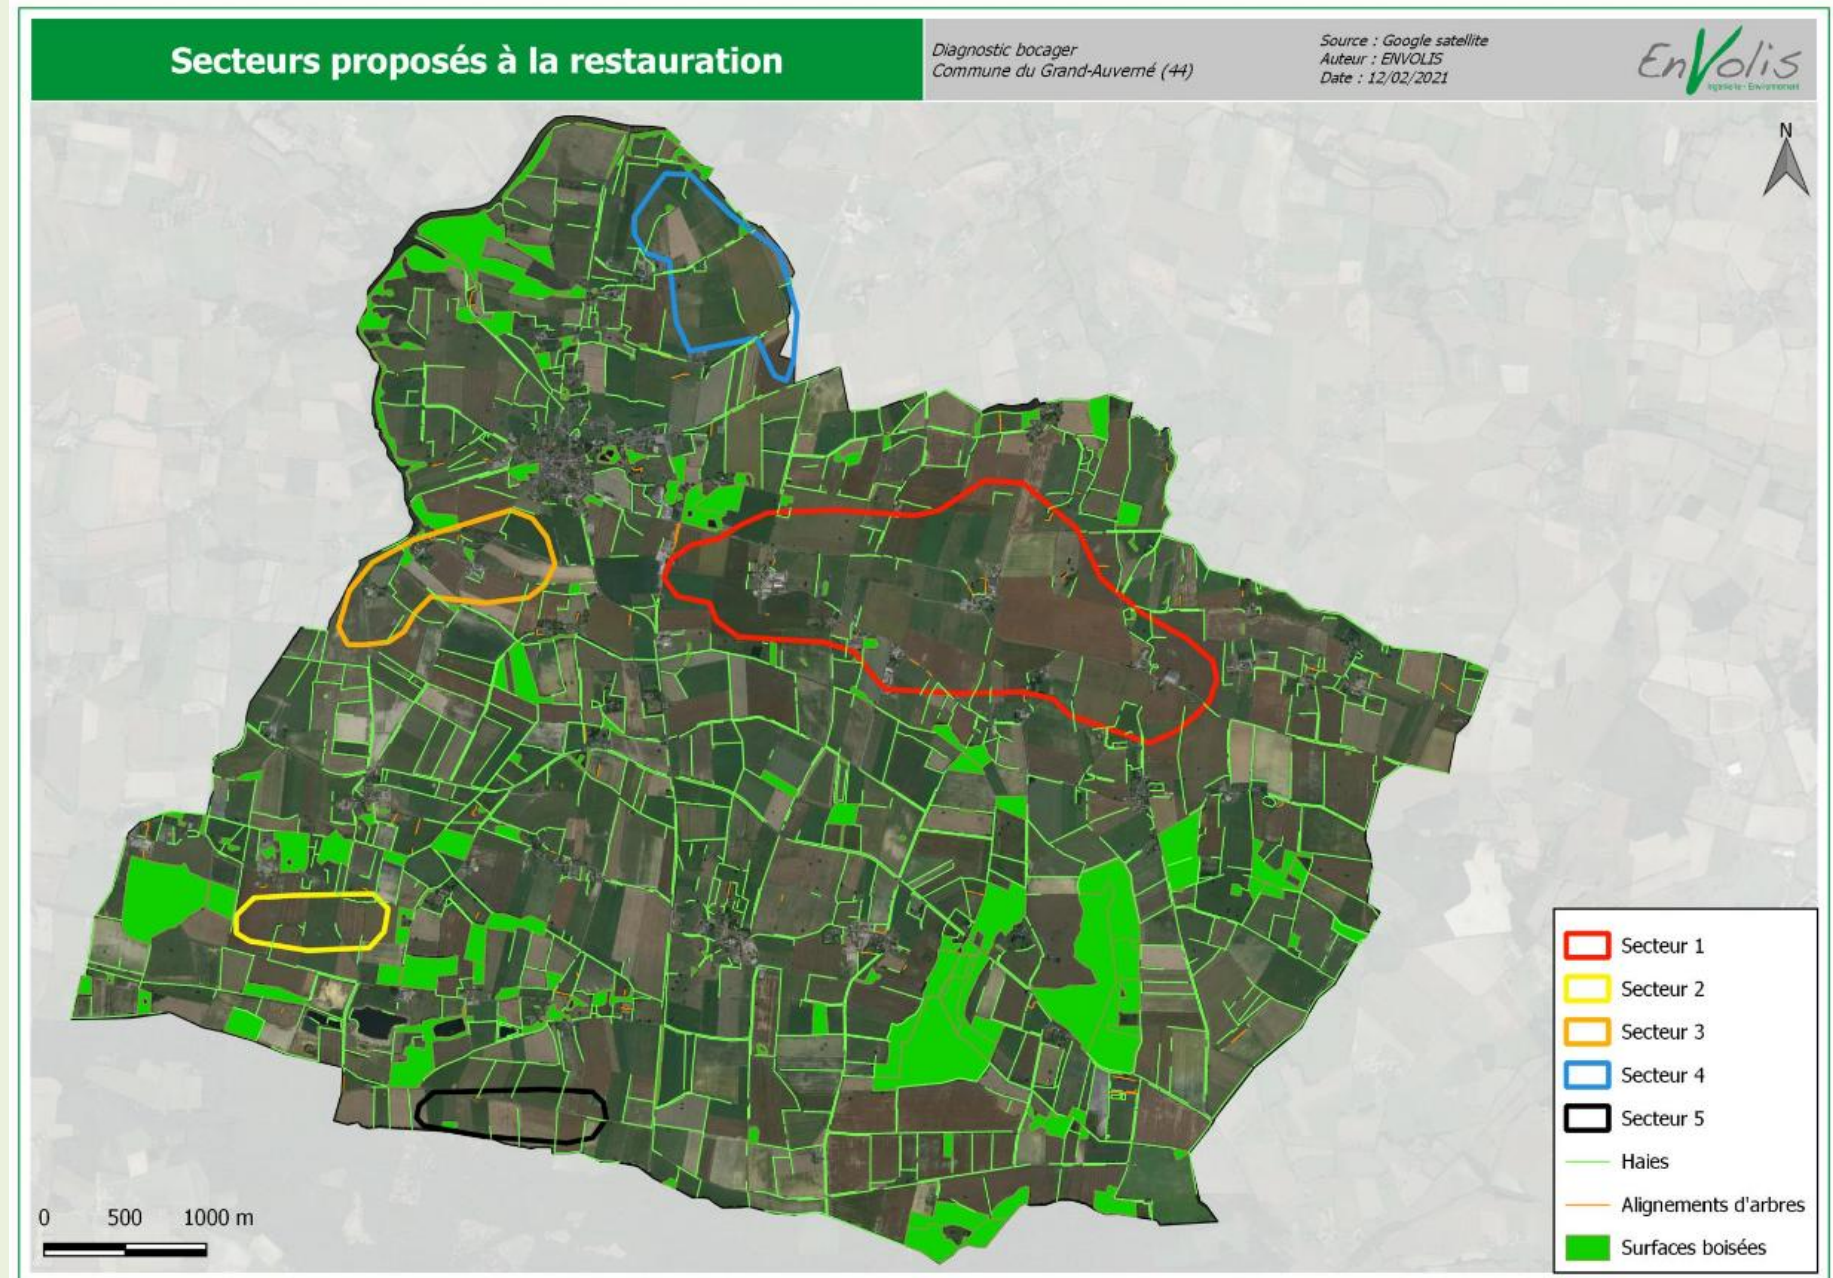 Secteurs proposés à la restauration
Diagnostic bocager
Commune du Grand-Auverné (44)
Source : Google satellite
Auteur : ENVOLIS
Date : 12/02/2021
EnVolis
Ingénierie - Environnement
N
Secteur 1
Secteur 2
Secteur 3
Secteur 4
Secteur 5
Haies
Alignements d'arbres
Surfaces boisées
0 500 1000 m